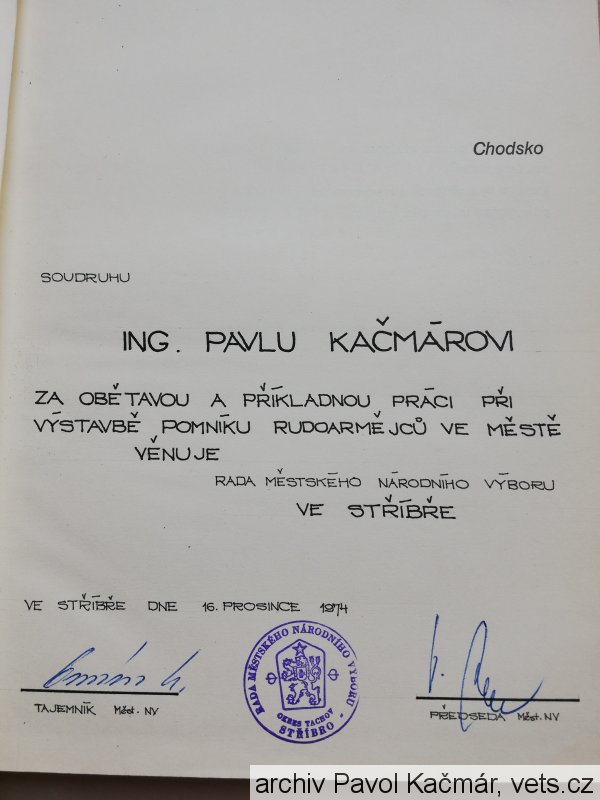 Chodsko
SOUDRUHU
ING. PAVLU KAČMÁROVI
ZA OBĚTAVOU A PŘÍKLADNOU PRÁCI PŘI
VÝSTAVBĚ POMNÍKU RUDOARMĚJCŮ VE MĚSTĚ
VĚNUJE
RADA MĚSTSKÉHO NÁRODNÍHO VÝBORU
VE STŘÍBŘE
VE STŘÍBŘE DNE 16. PROSINCE 1974
TAJEMNÍK Měst. NV
RADA MĚSTSKÉHO NÁRODNÍHO VÝBORU
OKRES TACHOV
STŘÍBRO
PŘEDSEDA Měst. NV
archiv Pavol Kačmár, vets.cz